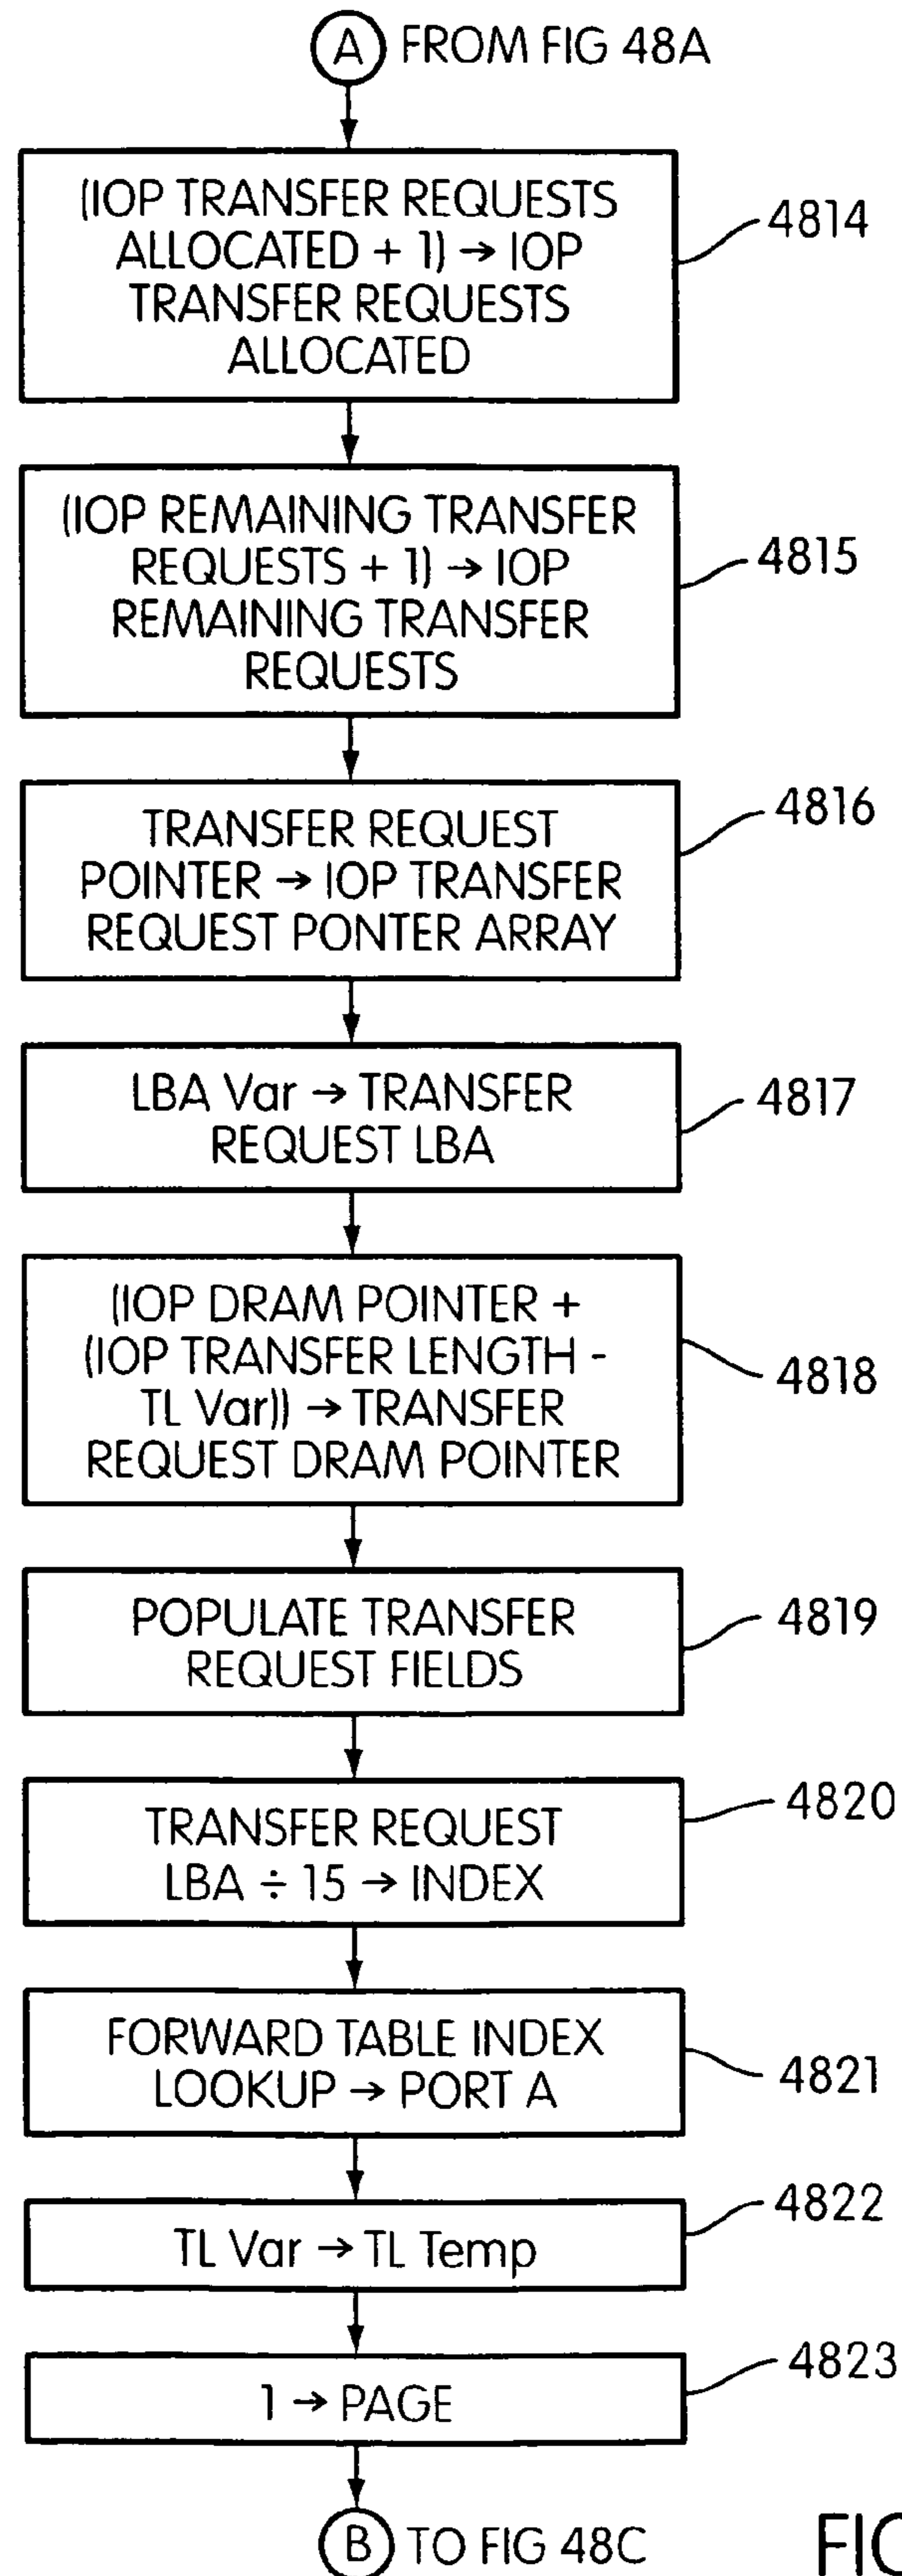 A FROM FIG 48A
(IOP TRANSFER REQUESTS
ALLOCATED + 1) → IOP
TRANSFER REQUESTS
ALLOCATED
4814
(IOP REMAINING TRANSFER
REQUESTS + 1) → IOP
REMAINING TRANSFER
REQUESTS
4815
TRANSFER REQUEST
POINTER → IOP TRANSFER
REQUEST PONTER ARRAY
4816
LBA Var → TRANSFER
REQUEST LBA
4817
(IOP DRAM POINTER +
(IOP TRANSFER LENGTH -
TL Var)) → TRANSFER
REQUEST DRAM POINTER
4818
POPULATE TRANSFER
REQUEST FIELDS
4819
TRANSFER REQUEST
LBA ÷ 15 → INDEX
4820
FORWARD TABLE INDEX
LOOKUP → PORT A
4821
TL Var → TL Temp
4822
1 → PAGE
4823
B TO FIG 48C